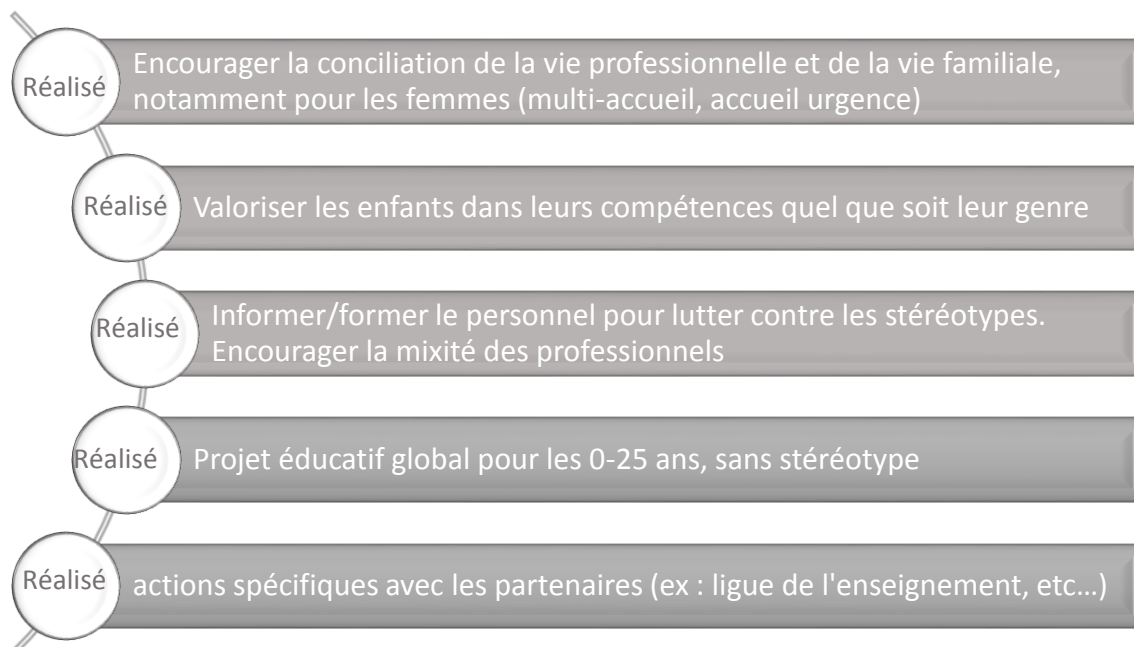 Réalisé
Encourager la conciliation de la vie professionnelle et de la vie familiale,
notamment pour les femmes (multi-accueil, accueil urgence)
Réalisé
Valoriser les enfants dans leurs compétences quel que soit leur genre
Réalisé
Informer/former le personnel pour lutter contre les stéréotypes.
Encourager la mixité des professionnels
Réalisé
Projet éducatif global pour les 0-25 ans, sans stéréotype
Réalisé
actions spécifiques avec les partenaires (ex : ligue de l'enseignement, etc...)